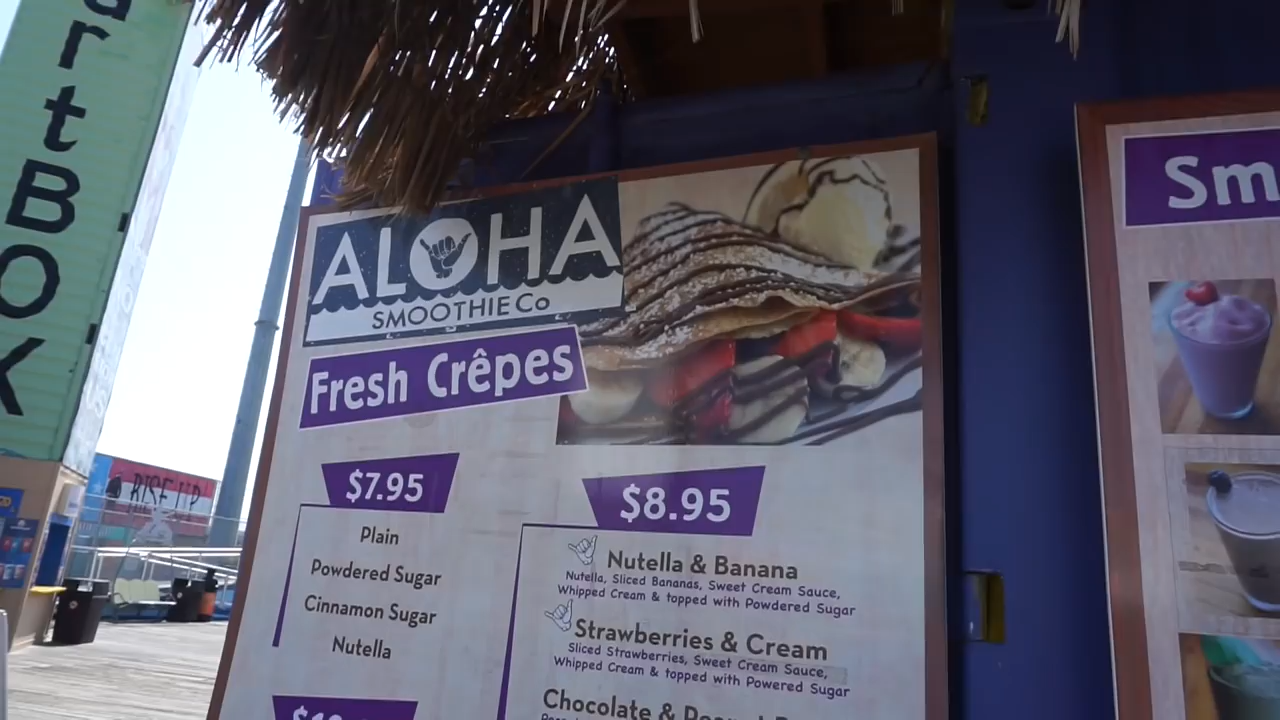 artBOX
RISE UP
ALOHA
SMOOTHIE Co
Fresh Crêpes
$7.95
Plain
Powdered Sugar
Cinnamon Sugar
Nutella
$8.95
Nutella & Banana
Nutella, Sliced Bananas, Sweet Cream Sauce,
Whipped Cream & topped with Powdered Sugar
Strawberries & Cream
Sliced Strawberries, Sweet Cream Sauce,
Whipped Cream & topped with Powered Sugar
Chocolate &
Sm